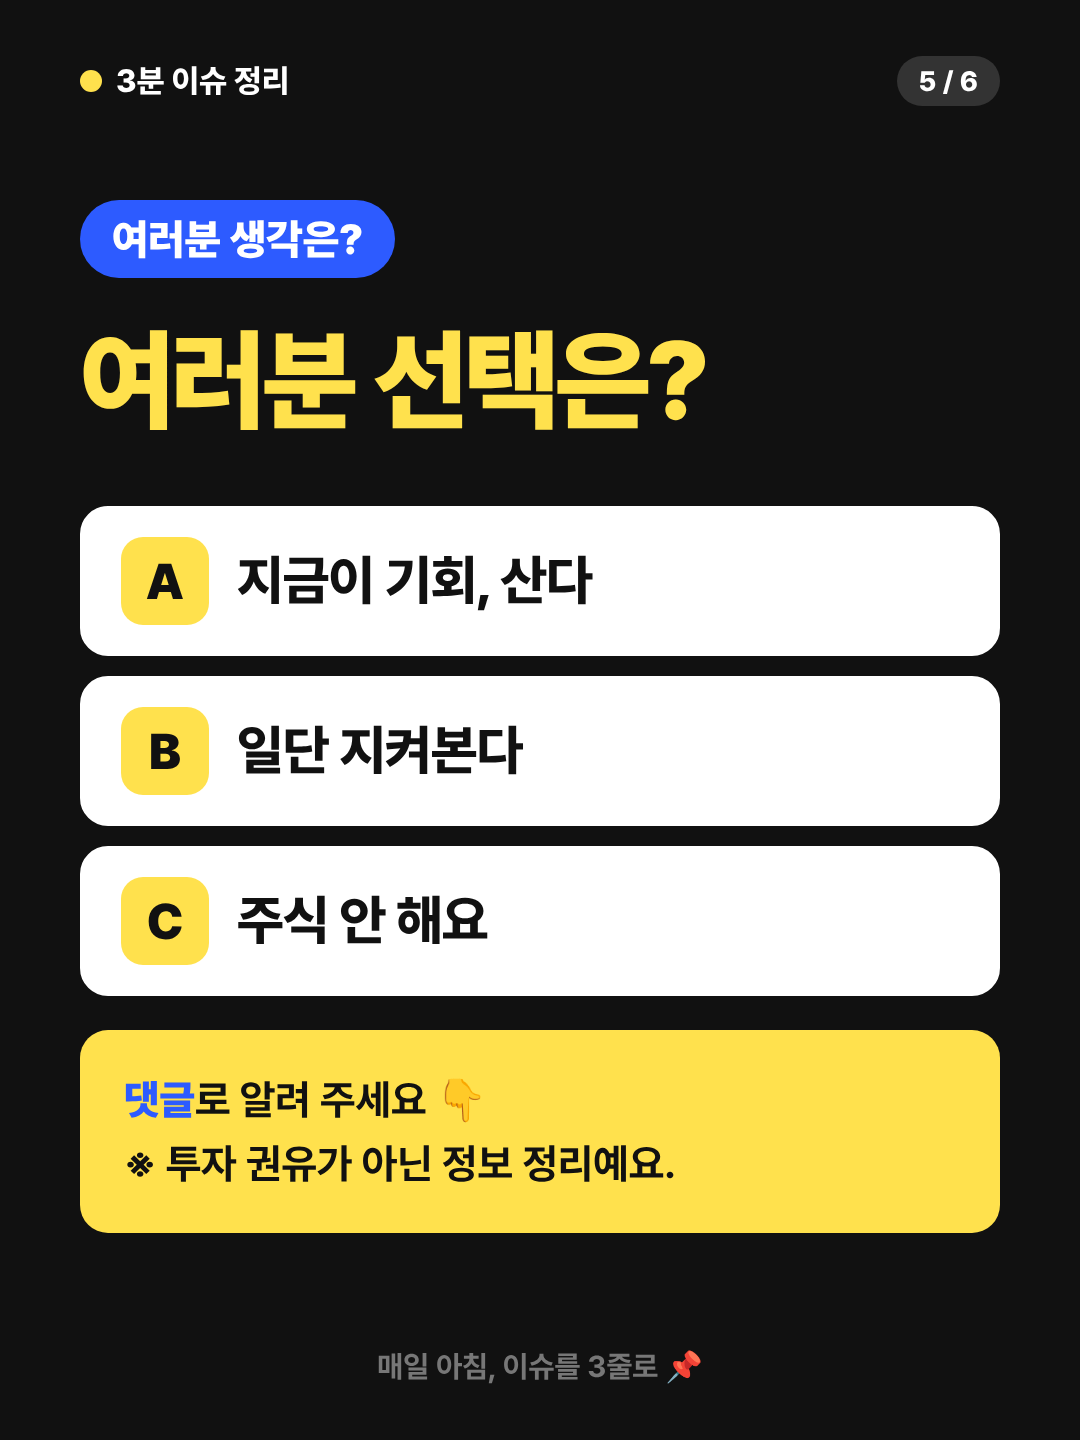 3분 이슈 정리
5 / 6
여러분 생각은?
여러분 선택은?
A 지금이 기회, 산다
B 일단 지켜본다
C 주식 안 해요
댓글로 알려 주세요 👇
※ 투자 권유가 아닌 정보 정리예요.
매일 아침, 이슈를 3줄로 📌